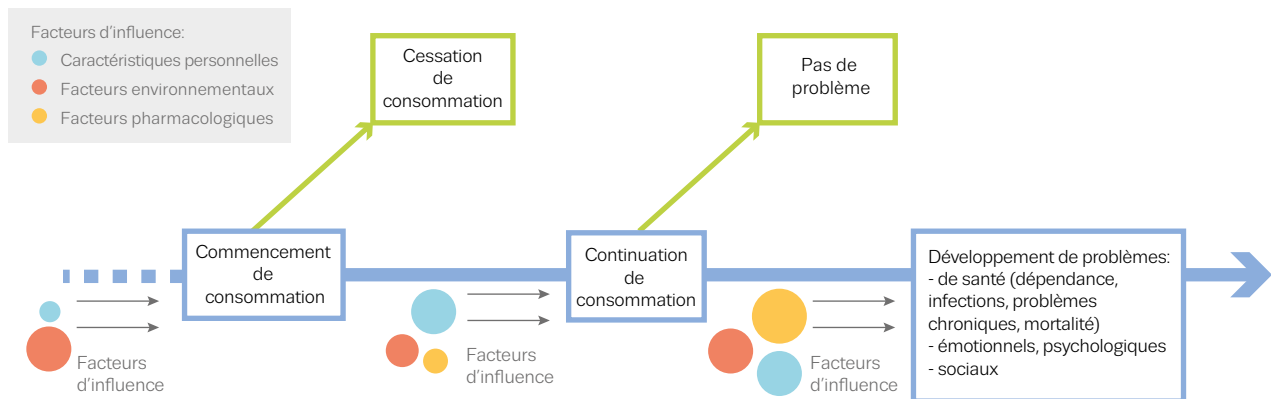 Facteurs d'influence:
Caractéristiques personnelles
Facteurs environnementaux
Facteurs pharmacologiques
Cessation
de
consommation
Pas de
problème
Commencement
de
consommation
Continuation
de
consommation
Développement de problèmes:
- de santé (dépendance,
infections, problèmes
chroniques, mortalité)
- émotionnels, psychologiques
- sociaux
Facteurs
d'influence
Facteurs
d'influence
Facteurs
d'influence